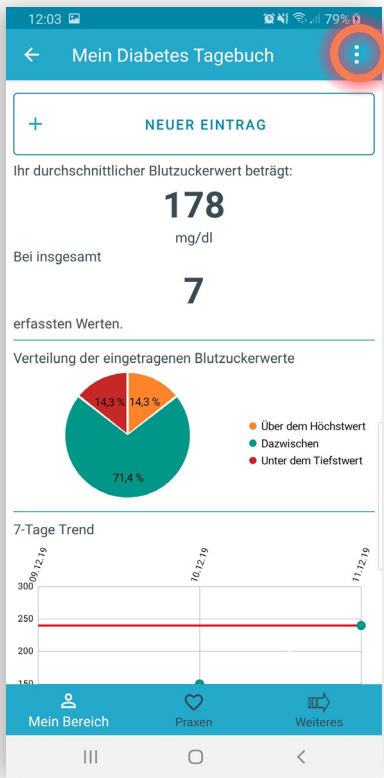 12:03 79%
Mein Diabetes Tagebuch
+ NEUER EINTRAG
Ihr durchschnittlicher Blutzuckerwert beträgt:
178
mg/dl
Bei insgesamt
7
erfassten Werten.
Verteilung der eingetragenen Blutzuckerwerte
14,3 % 14,3 %
71,4 %
Über dem Höchstwert
Dazwischen
Unter dem Tiefstwert
7-Tage Trend
09.12.19 10.12.19 11.12.19
300
250
200
150
Mein Bereich Praxen Weiteres